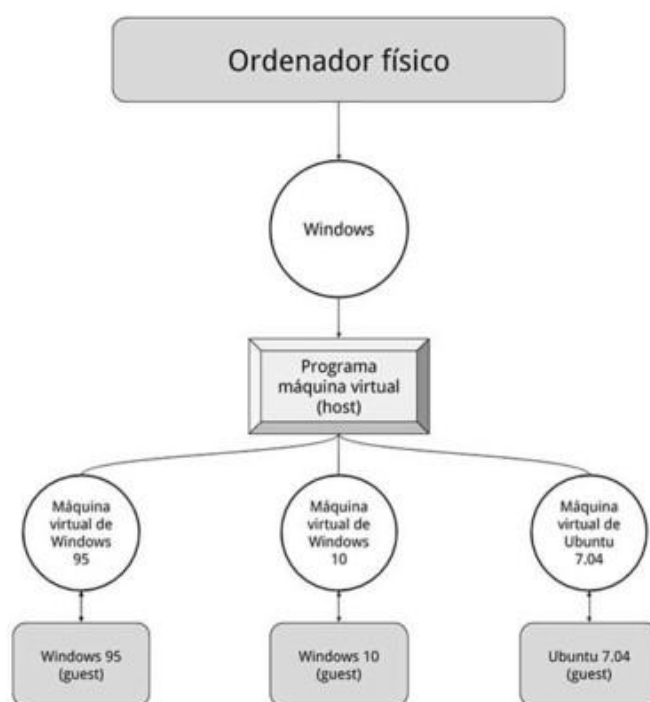 Ordenador físico
Windows
Programa
máquina virtual
(host)
Máquina
virtual de
Windows
95
Máquina
virtual de
Windows
10
Máquina
virtual de
Ubuntu
7.04
Windows 95
(guest)
Windows 10
(guest)
Ubuntu 7.04
(guest)